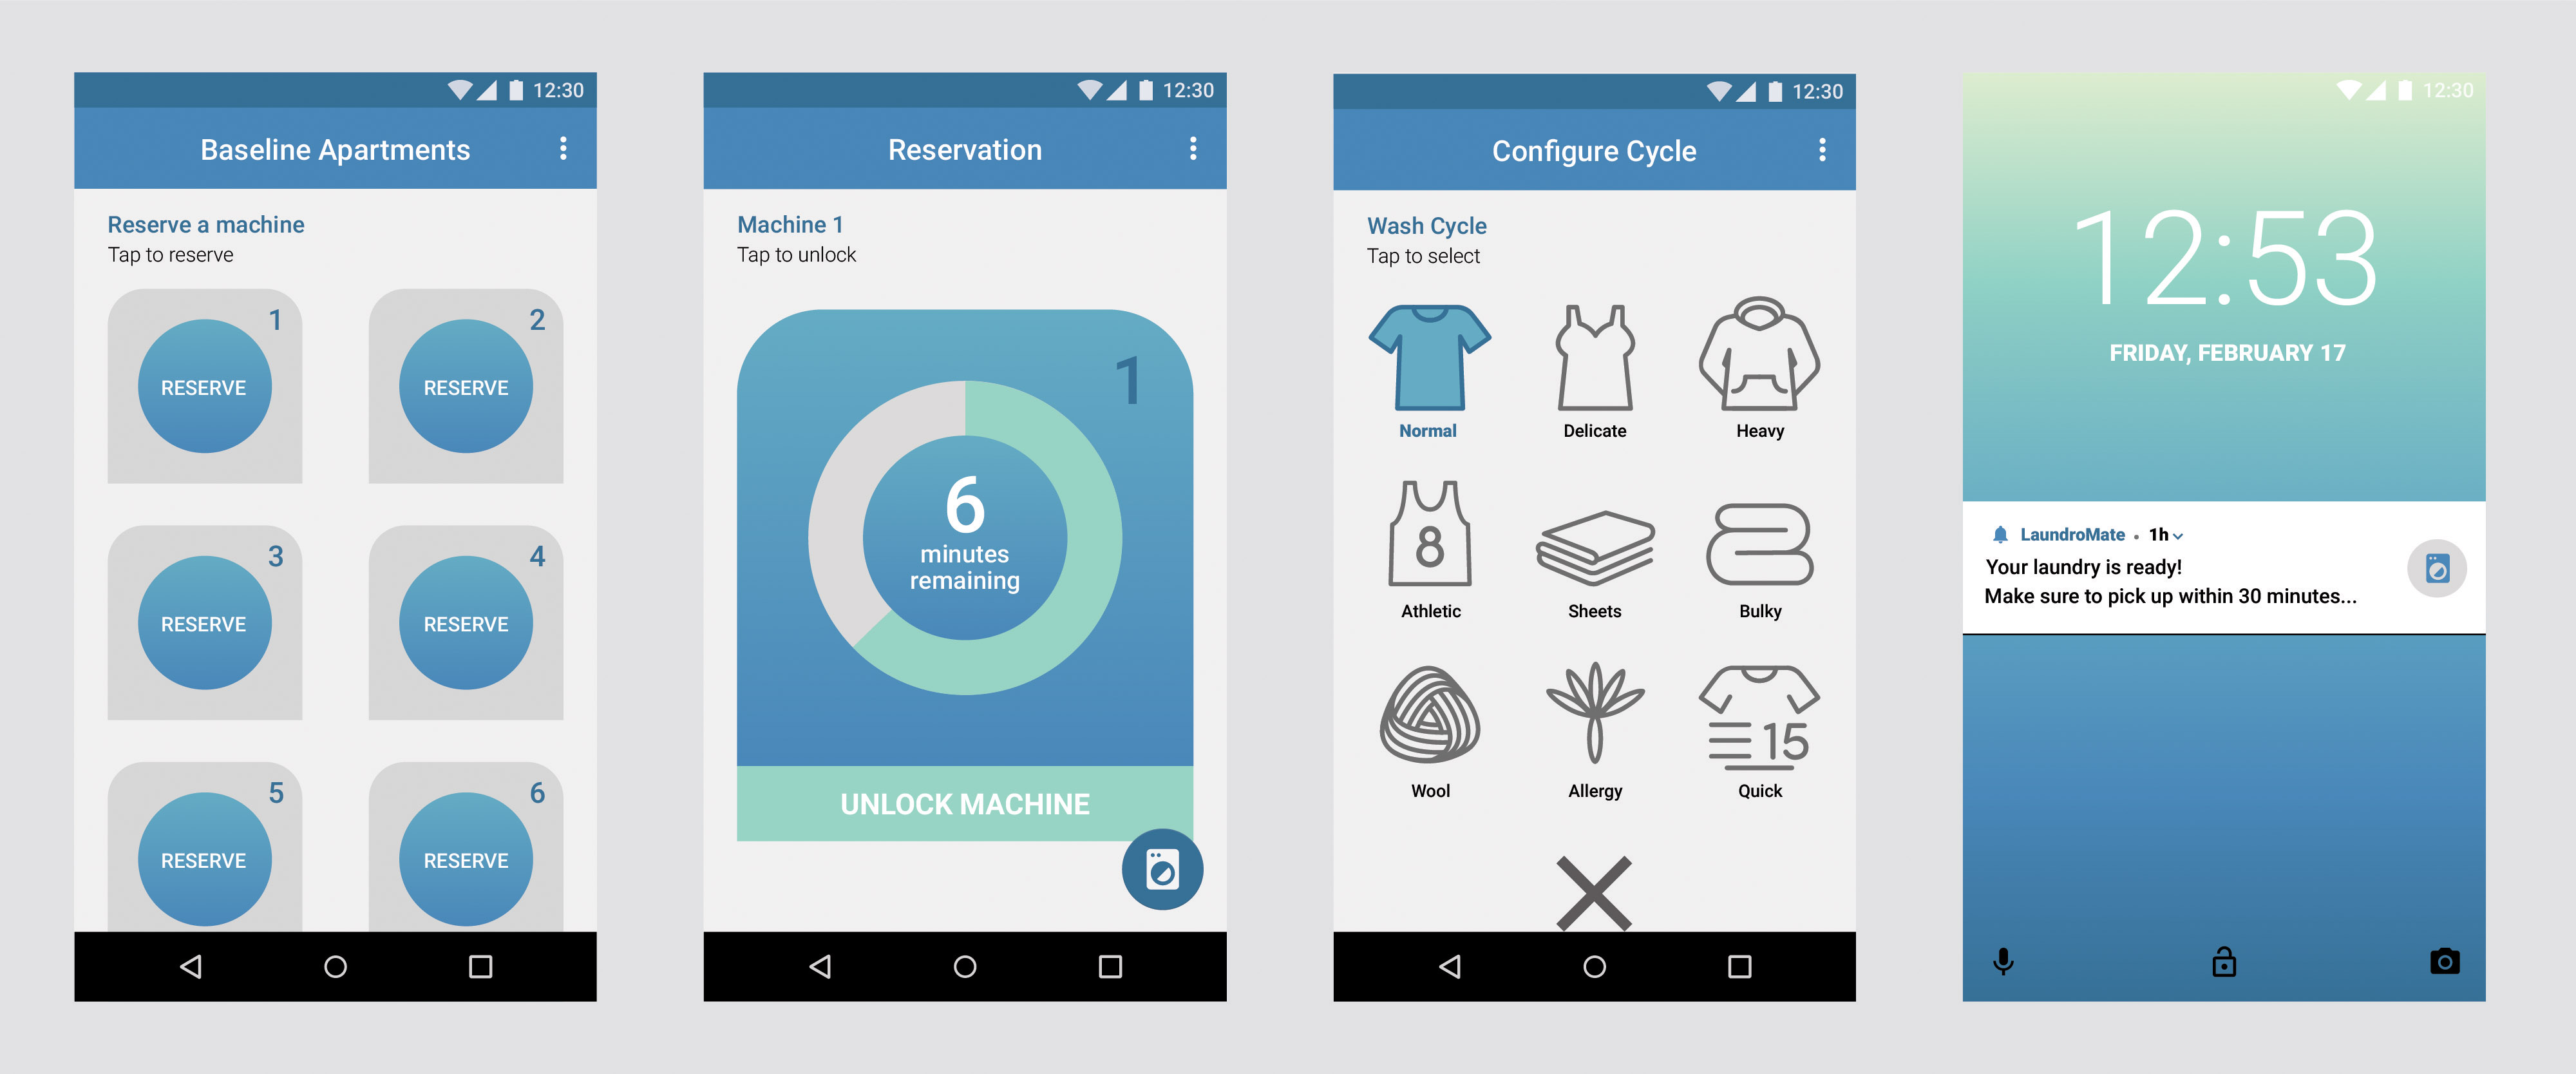 12:30
Baseline Apartments
Reserve a machine
Tap to reserve
1
2
RESERVE
RESERVE
3
4
RESERVE
RESERVE
5
6
RESERVE
RESERVE
12:30
Reservation
Machine 1
Tap to unlock
1
6
minutes
remaining
UNLOCK MACHINE
12:30
Configure Cycle
Wash Cycle
Tap to select
Normal
Delicate
Heavy
8
Athletic
Sheets
Bulky
15
Wool
Allergy
Quick
12:30
12:53
FRIDAY, FEBRUARY 17
LaundroMate • 1h
Your laundry is ready!
Make sure to pick up within 30 minutes...